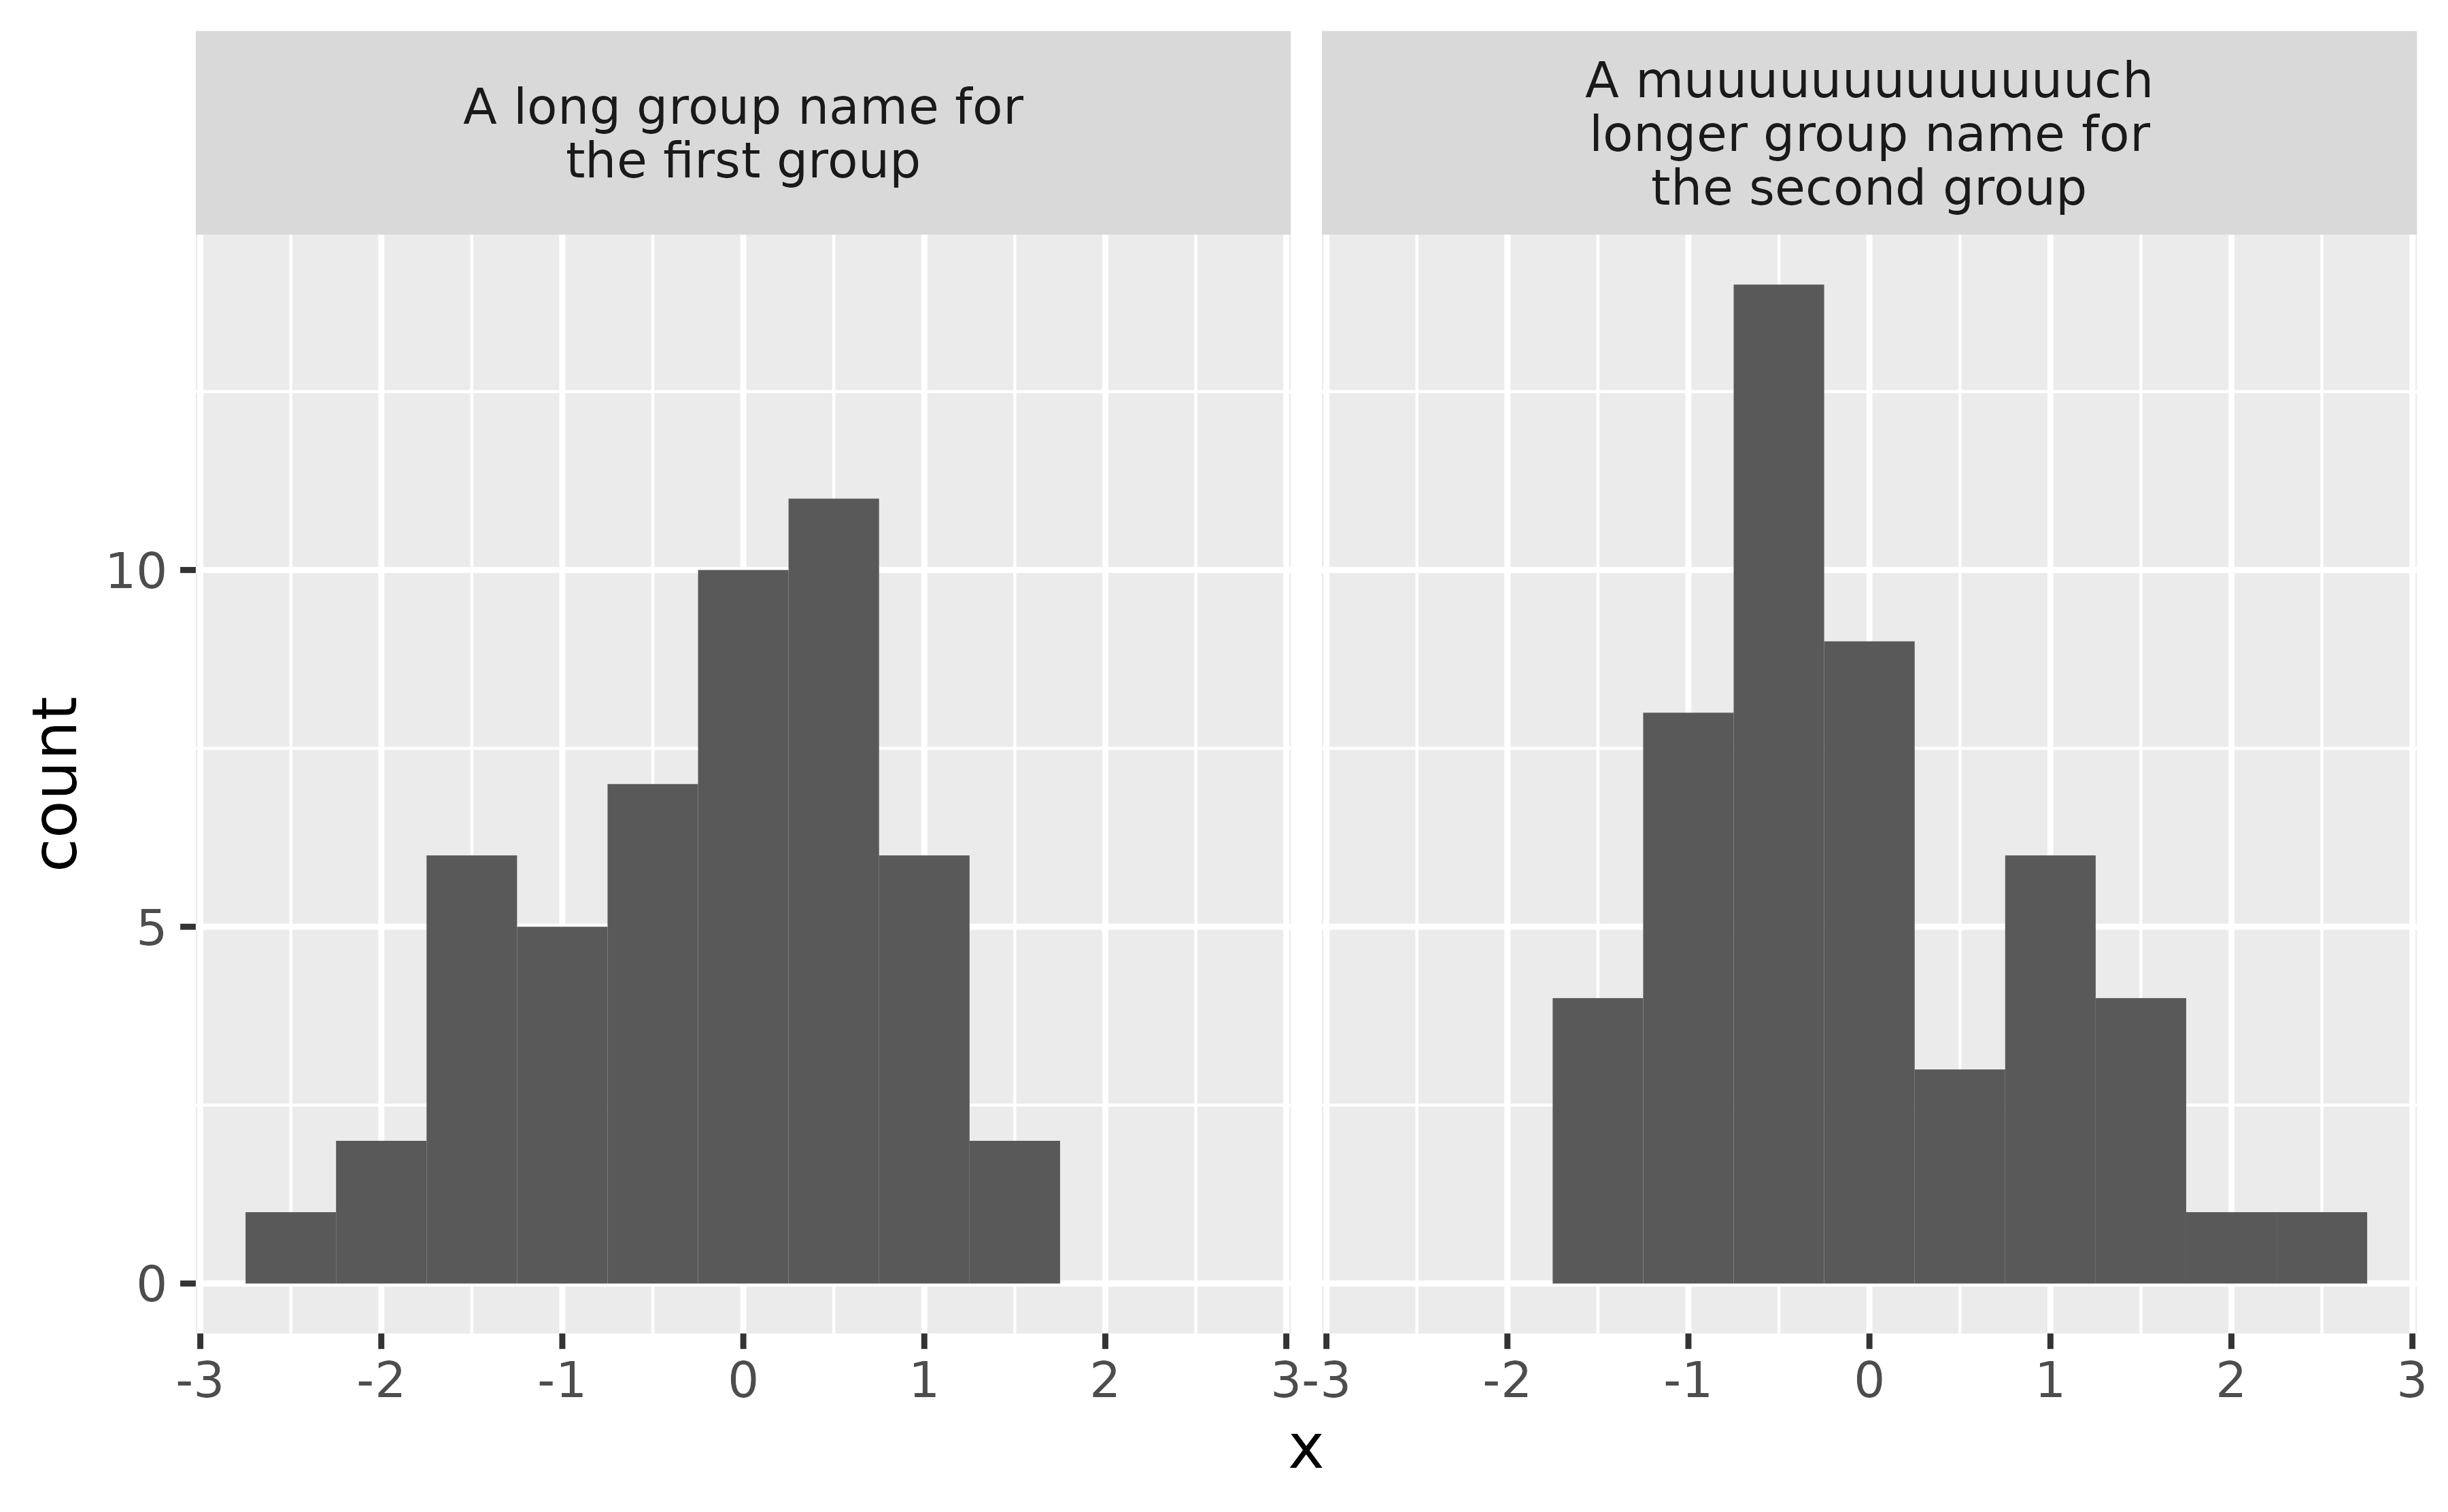 A long group name for
the first group
A muuuuuuuuuuuuuch
longer group name for
the second group
count
10
5
0
-3 -2 -1 0 1 2 3
-3 -2 -1 0 1 2 3
x